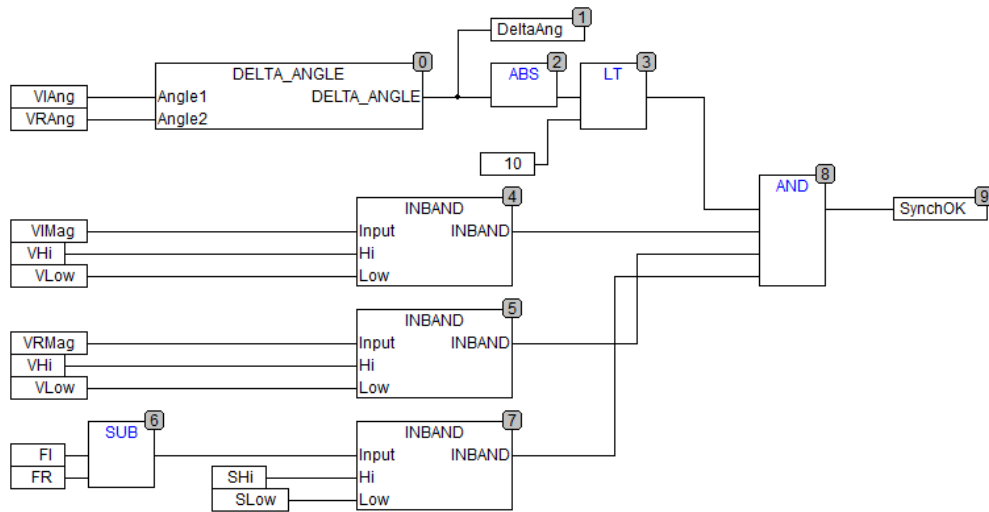 1
DeltaAng
0 2 3
DELTA_ANGLE ABS LT
VIAng Angle1 DELTA_ANGLE
VRAng Angle2
10
8
AND
4 9
INBAND SynchOK
VIMag Input INBAND
VHi Hi
VLow Low
5
INBAND
VRMag Input INBAND
VHi Hi
VLow Low
6 7
SUB INBAND
FI Input INBAND
FR SHi Hi
SLow Low